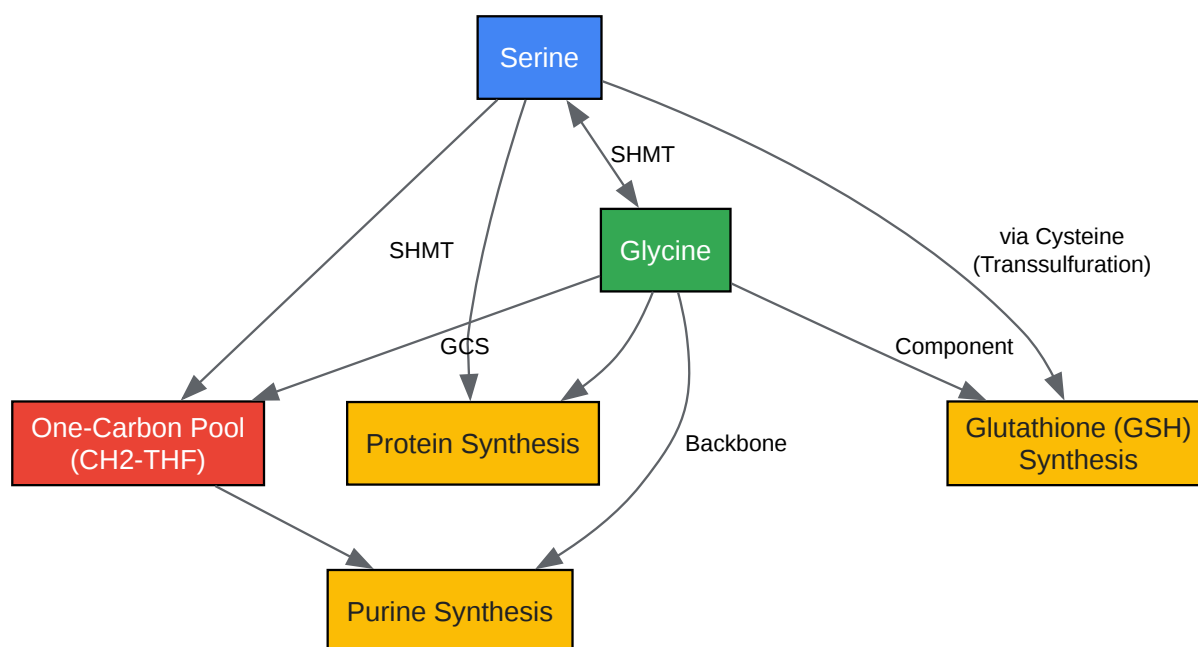 Serine
SHMT
Glycine
SHMT
via Cysteine
(Transsulfuration)
GCS
Component
One-Carbon Pool
(CH2-THF)
Protein Synthesis
Backbone
Glutathione (GSH)
Synthesis
Purine Synthesis